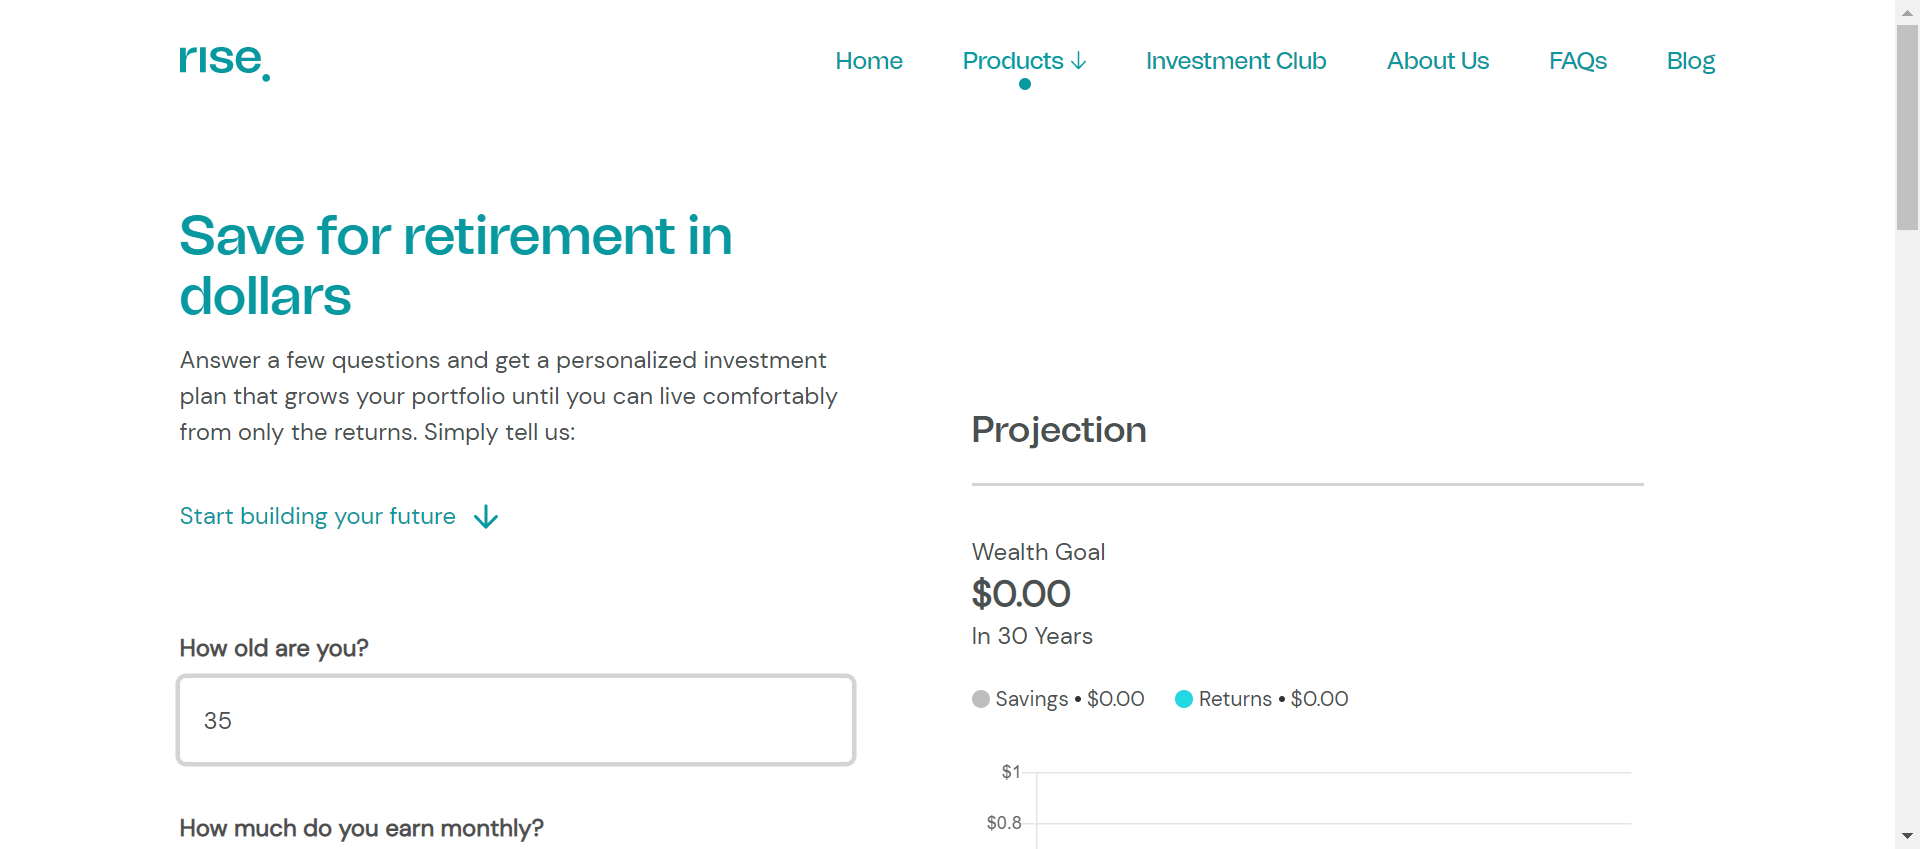 rise.
Home Products ↓ Investment Club About Us FAQs Blog
Save for retirement in
dollars
Answer a few questions and get a personalized investment
plan that grows your portfolio until you can live comfortably
from only the returns. Simply tell us:
Start building your future ↓
How old are you?
35
How much do you earn monthly?
Projection
Wealth Goal
$0.00
In 30 Years
Savings • $0.00 Returns • $0.00
$1
$0.8